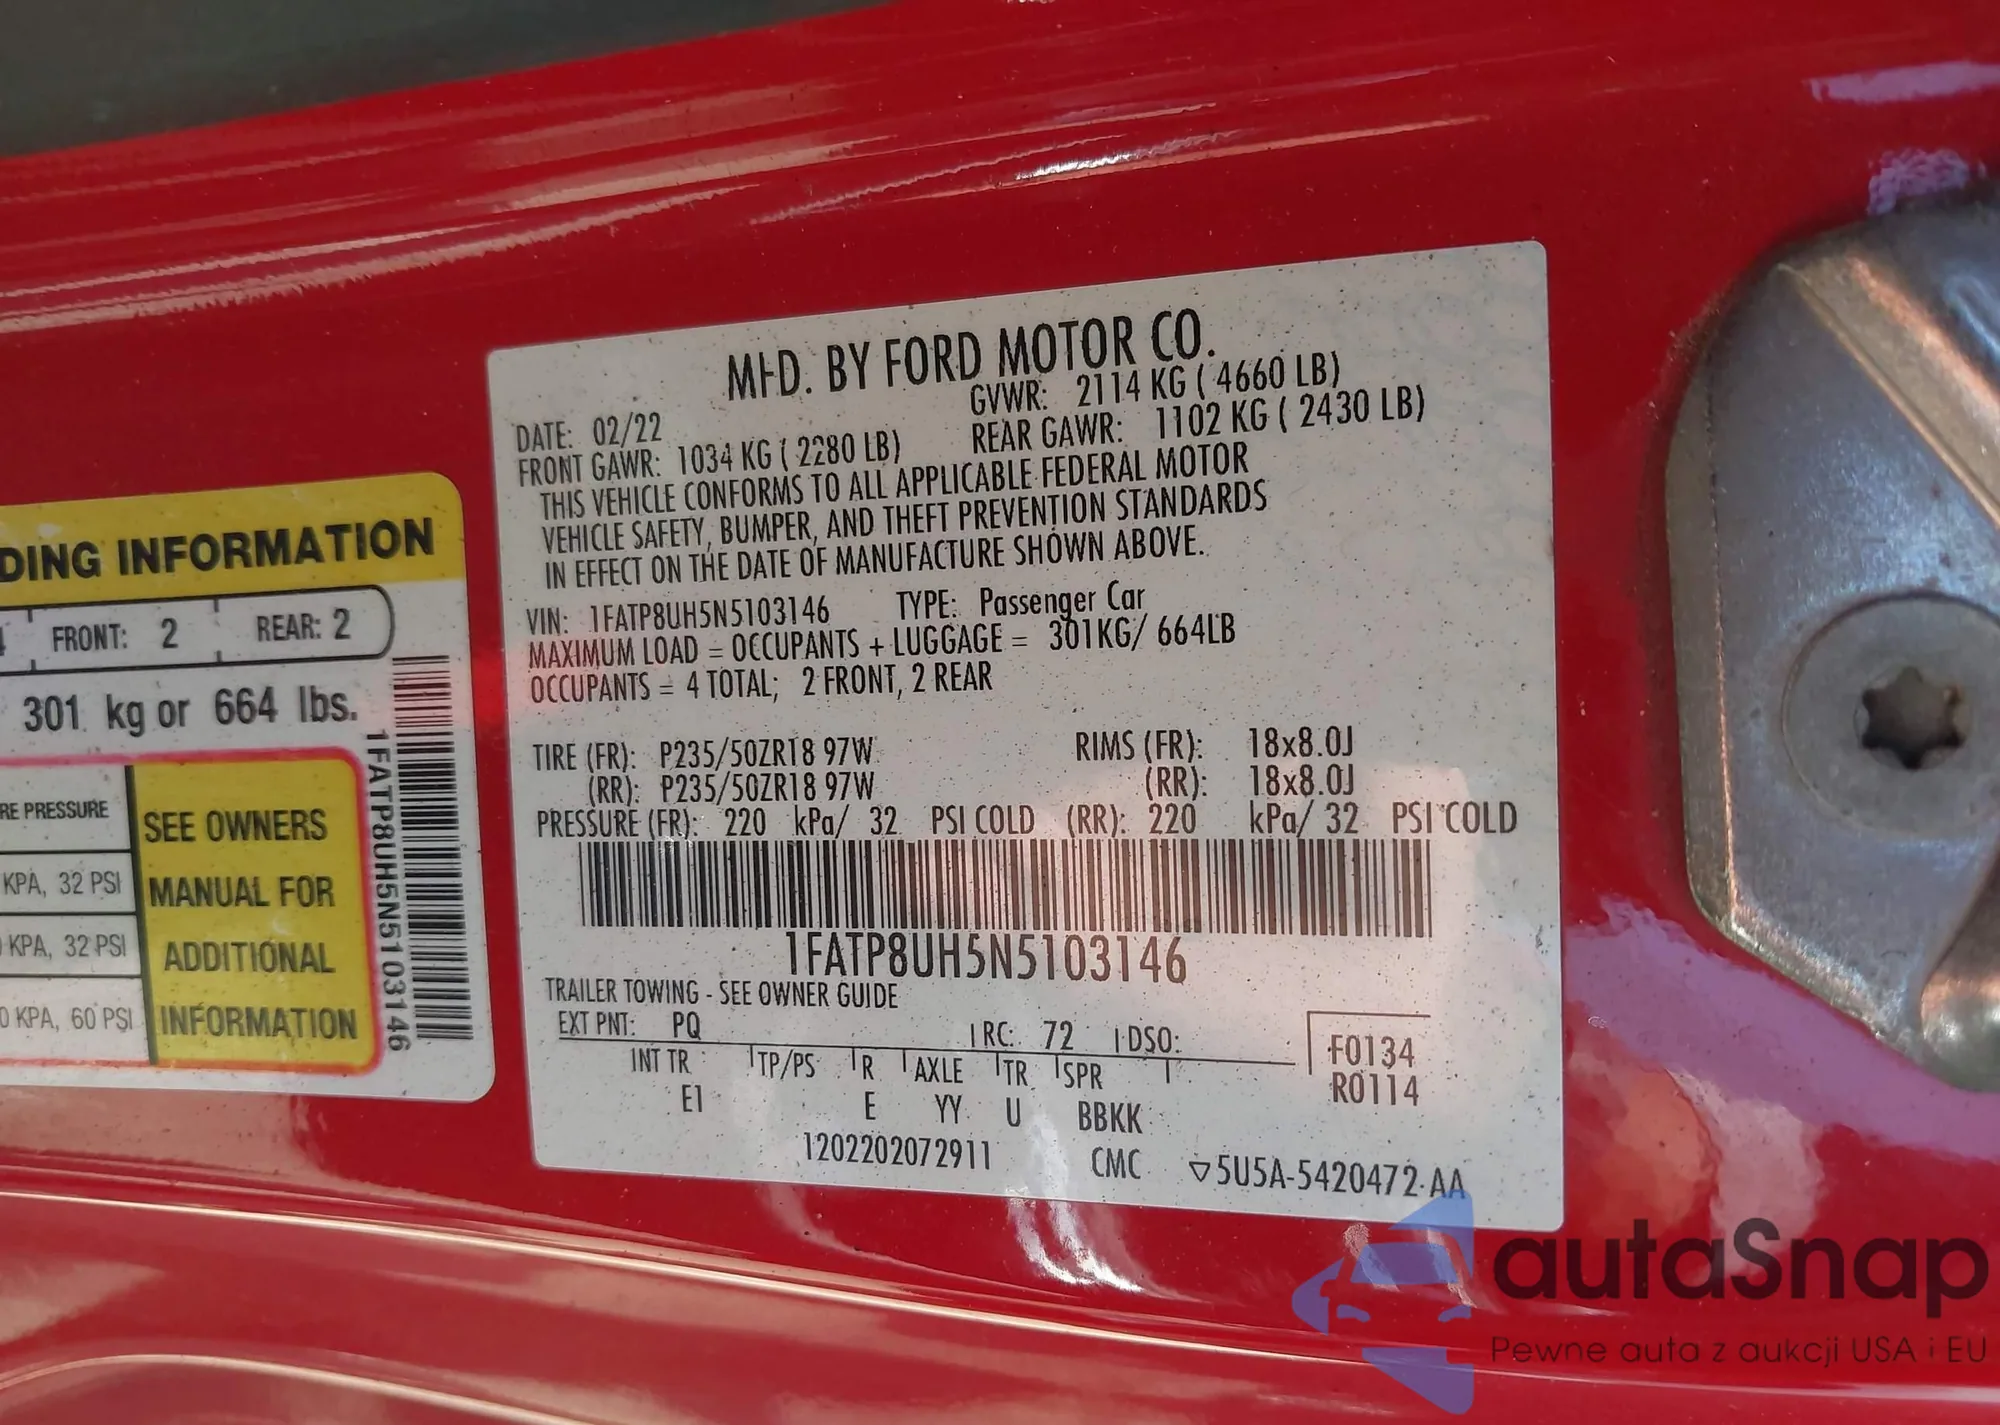 DING INFORMATION
FRONT: 2 REAR: 2
301 kg or 664 lbs.
RE PRESSURE
KPA, 32 PSI
KPA, 32 PSI
0 KPA, 60 PSI
SEE OWNERS
MANUAL FOR
ADDITIONAL
INFORMATION
1FATP8UH5N5103146
MFD. BY FORD MOTOR CO.
DATE: 02/22 GVWR: 2114 KG ( 4660 LB)
FRONT GAWR: 1034 KG ( 2280 LB) REAR GAWR: 1102 KG ( 2430 LB)
THIS VEHICLE CONFORMS TO ALL APPLICABLE FEDERAL MOTOR
VEHICLE SAFETY, BUMPER, AND THEFT PREVENTION STANDARDS
IN EFFECT ON THE DATE OF MANUFACTURE SHOWN ABOVE.
VIN: 1FATP8UH5N5103146 TYPE: Passenger Car
MAXIMUM LOAD = OCCUPANTS + LUGGAGE = 301KG/ 664LB
OCCUPANTS = 4 TOTAL; 2 FRONT, 2 REAR
TIRE (FR): P235/50ZR18 97W RIMS (FR): 18x8.0J
(RR): P235/50ZR18 97W (RR): 18x8.0J
PRESSURE (FR): 220 kPa/ 32 PSI COLD (RR): 220 kPa/ 32 PSI COLD
1FATP8UH5N5103146
TRAILER TOWING - SEE OWNER GUIDE
EXT PNT: PQ RC: 72 DSO:
F0134
INT TR TP/PS R AXLE TR SPR
R0114
E1 E YY U BBKK
1202202072911 CMC ▽5U5A-5420472-AA
autaSnap
Pewne auta z aukcji USA i EU